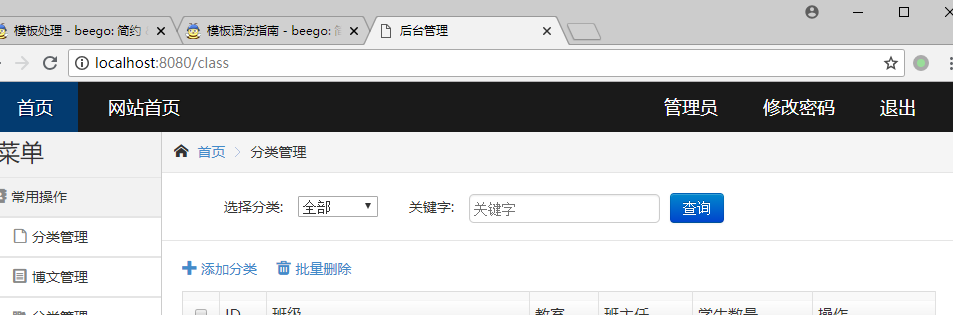 模板处理 - beego: 简约 模板语法指南 - beego: 后台管理
localhost:8080/class
首页 网站首页 管理员 修改密码 退出
菜单 首页 分类管理
常用操作
选择分类: 全部 关键字: 关键字 查询
分类管理
添加分类 批量删除
博文管理
ID 班级 教室 班主任 学生数量 操作
分类管理